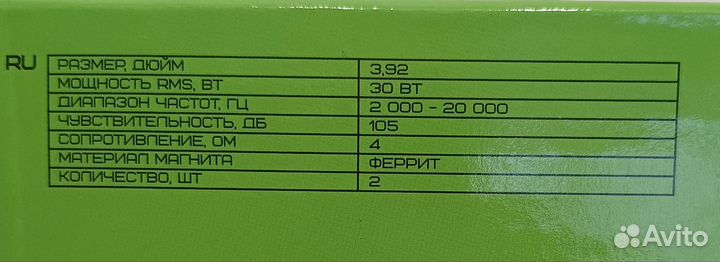 RU
РАЗМЕР, ДЮЙМ 3,92
МОЩНОСТЬ RMS, ВТ 30 ВТ
ДИАПАЗОН ЧАСТОТ, ГЦ 2 000 - 20 000
ЧУВСТВИТЕЛЬНОСТЬ, ДБ 105
СОПРОТИВЛЕНИЕ, ОМ 4
МАТЕРИАЛ МАГНИТА ФЕРРИТ
КОЛИЧЕСТВО, ШТ 2
Avito